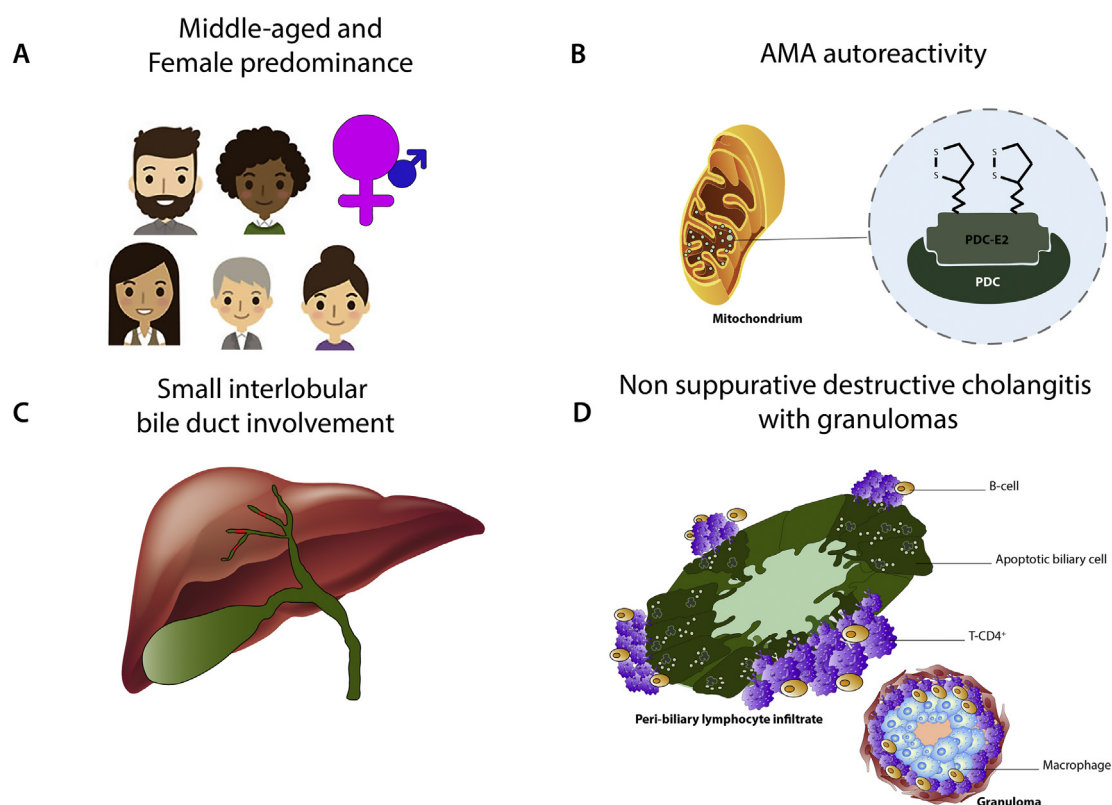 A
Middle-aged and
Female predominance
B
AMA autoreactivity
S
S
S
S
PDC-E2
PDC
Mitochondrium
C
Small interlobular
bile duct involvement
D
Non suppurative destructive cholangitis
with granulomas
B-cell
Apoptotic biliary cell
T-CD4⁺
Peri-biliary lymphocyte infiltrate
Macrophage
Granuloma